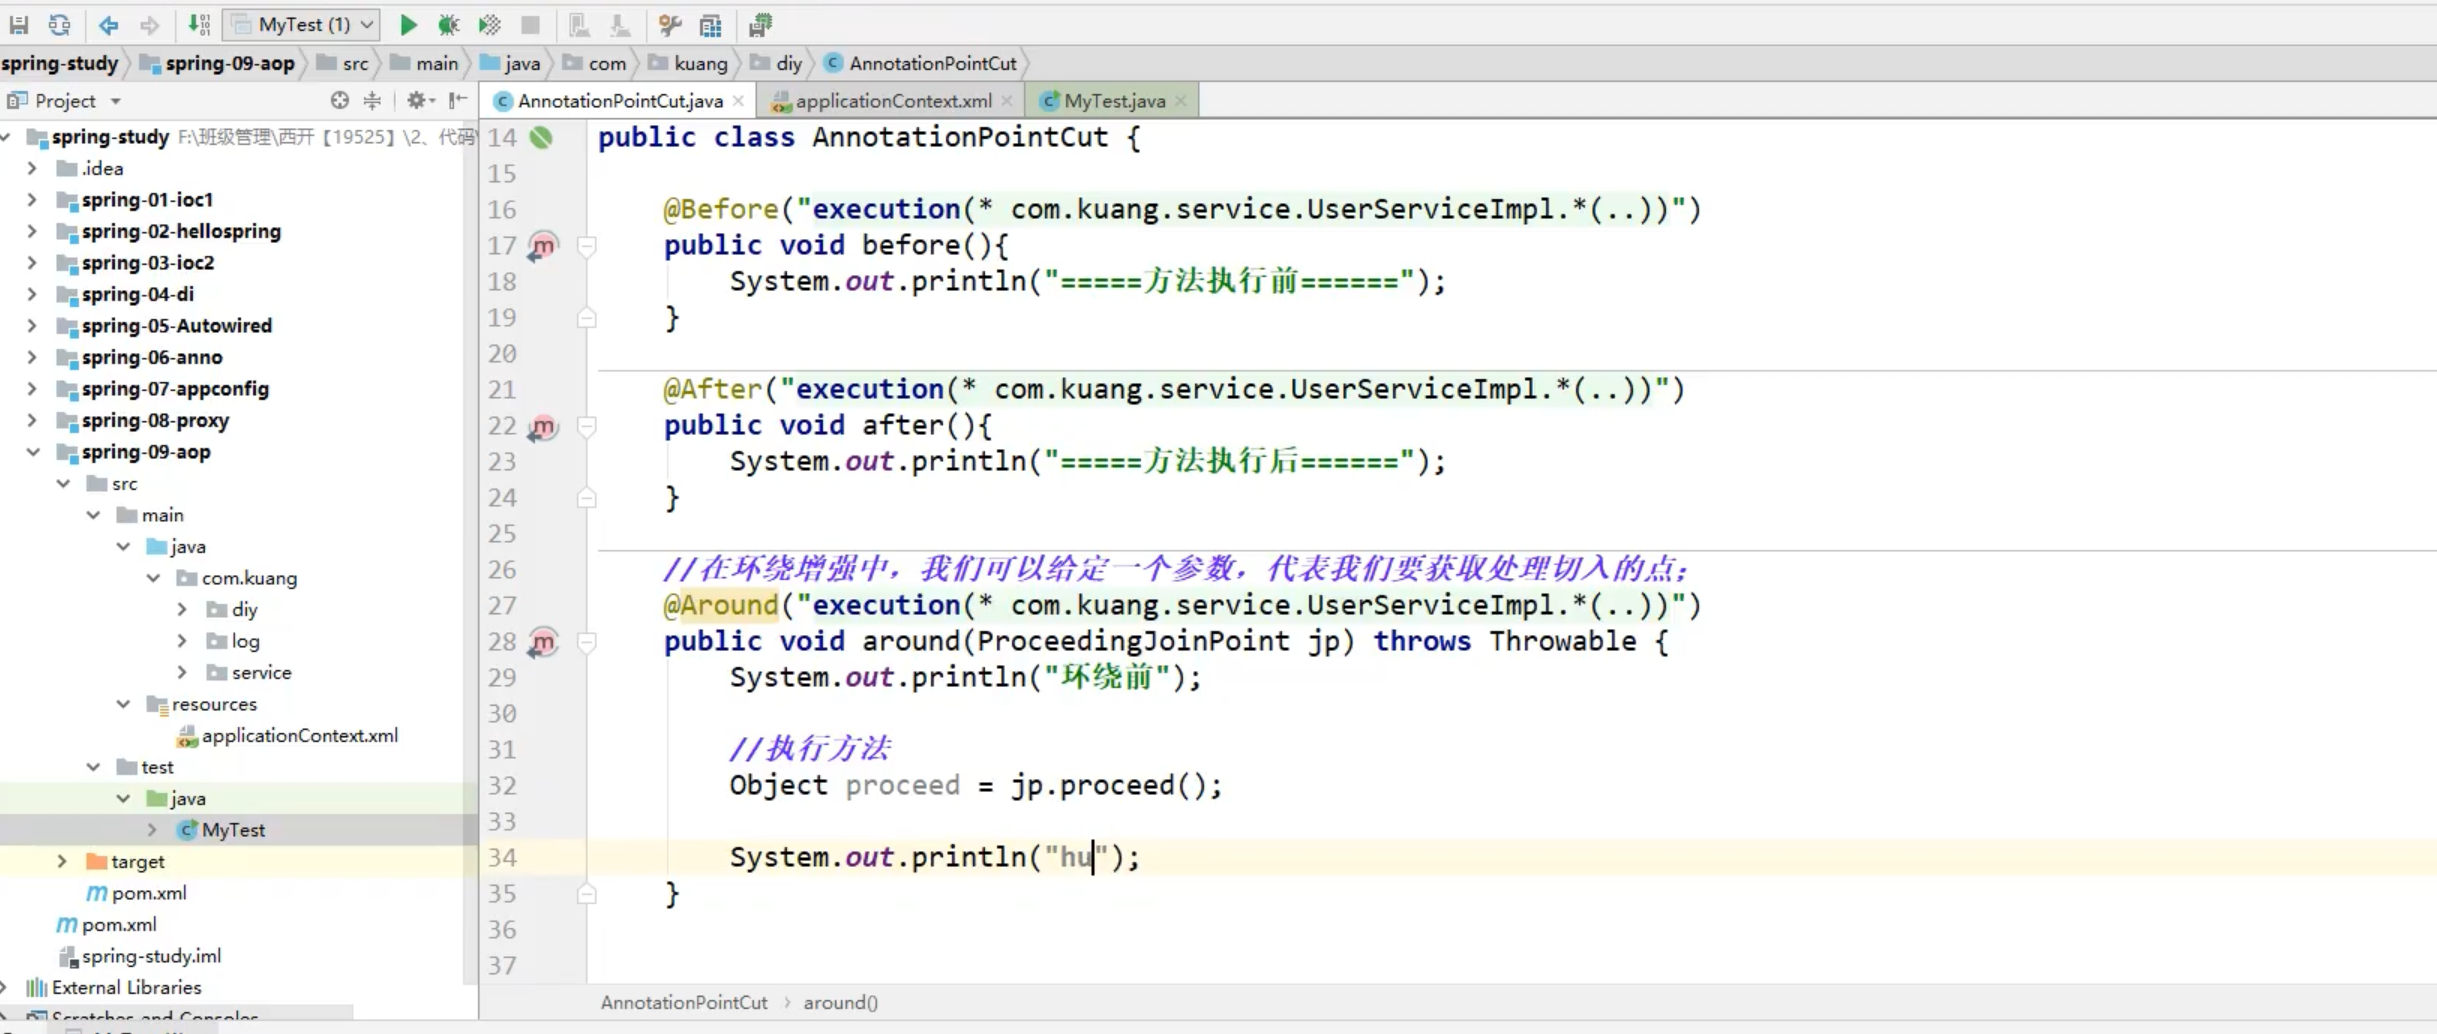 MyTest (1)
spring-study spring-09-aop src main java com kuang diy AnnotationPointCut
Project
AnnotationPointCut.java applicationContext.xml MyTest.java
spring-study F:\班级管理\西开【19525】\2、代码\
.idea
spring-01-ioc1
spring-02-hellospring
spring-03-ioc2
spring-04-di
spring-05-Autowired
spring-06-anno
spring-07-appconfig
spring-08-proxy
spring-09-aop
src
main
java
com.kuang
diy
log
service
resources
applicationContext.xml
test
java
MyTest
target
pom.xml
pom.xml
spring-study.iml
External Libraries
Scratches and Consoles
14 public class AnnotationPointCut {
15
16 @Before("execution(* com.kuang.service.UserServiceImpl.*(..))")
17 public void before(){
18 System.out.println("=====方法执行前======");
19 }
20
21 @After("execution(* com.kuang.service.UserServiceImpl.*(..))")
22 public void after(){
23 System.out.println("=====方法执行后======");
24 }
25
26 //在环绕增强中，我们可以给定一个参数，代表我们要获取处理切入的点；
27 @Around("execution(* com.kuang.service.UserServiceImpl.*(..))")
28 public void around(ProceedingJoinPoint jp) throws Throwable {
29 System.out.println("环绕前");
30
31 //执行方法
32 Object proceed = jp.proceed();
33
34 System.out.println("hu");
35 }
36
37
AnnotationPointCut › around()